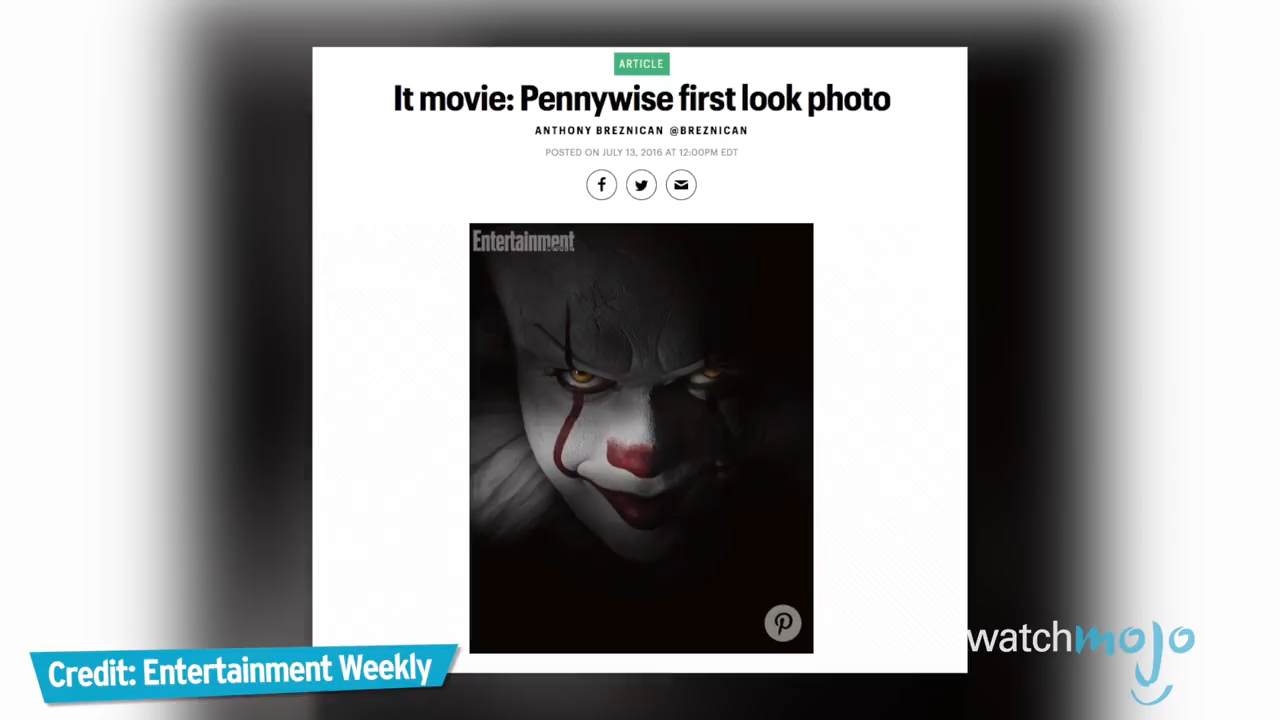 ARTICLE
It movie: Pennywise first look photo
ANTHONY BREZNICAN @BREZNICAN
POSTED ON JULY 13, 2016 AT 12:00PM EDT
Entertainment
Credit: Entertainment Weekly
watchmojo